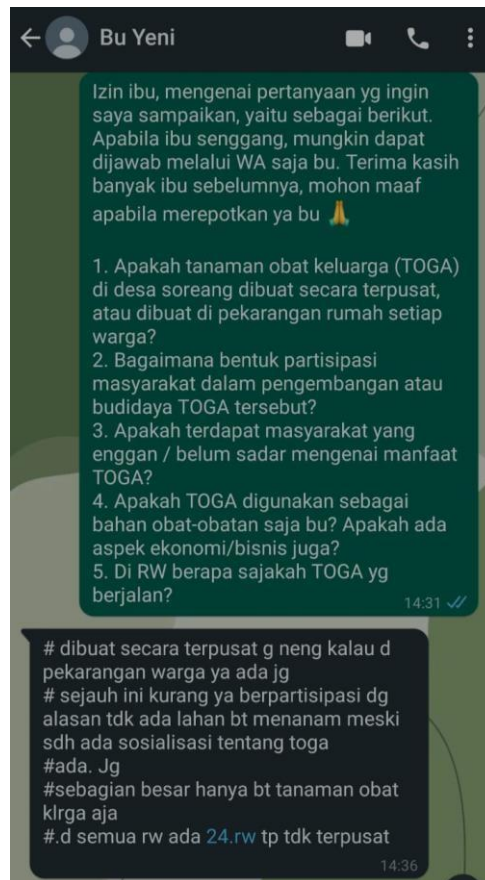 Bu Yeni
Izin ibu, mengenai pertanyaan yg ingin
saya sampaikan, yaitu sebagai berikut.
Apabila ibu senggang, mungkin dapat
dijawab melalui WA saja bu. Terima kasih
banyak ibu sebelumnya, mohon maaf
apabila merepotkan ya bu 🙏
1. Apakah tanaman obat keluarga (TOGA)
di desa soreang dibuat secara terpusat,
atau dibuat di pekarangan rumah setiap
warga?
2. Bagaimana bentuk partisipasi
masyarakat dalam pengembangan atau
budidaya TOGA tersebut?
3. Apakah terdapat masyarakat yang
enggan / belum sadar mengenai manfaat
TOGA?
4. Apakah TOGA digunakan sebagai
bahan obat-obatan saja bu? Apakah ada
aspek ekonomi/bisnis juga?
5. Di RW berapa sajakah TOGA yg
berjalan?
14:31
# dibuat secara terpusat g neng kalau d
pekarangan warga ya ada jg
# sejauh ini kurang ya berpartisipasi dg
alasan tdk ada lahan bt menanam meski
sdh ada sosialisasi tentang toga
#ada. Jg
#sebagian besar hanya bt tanaman obat
klrga aja
#.d semua rw ada 24.rw tp tdk terpusat
14:36